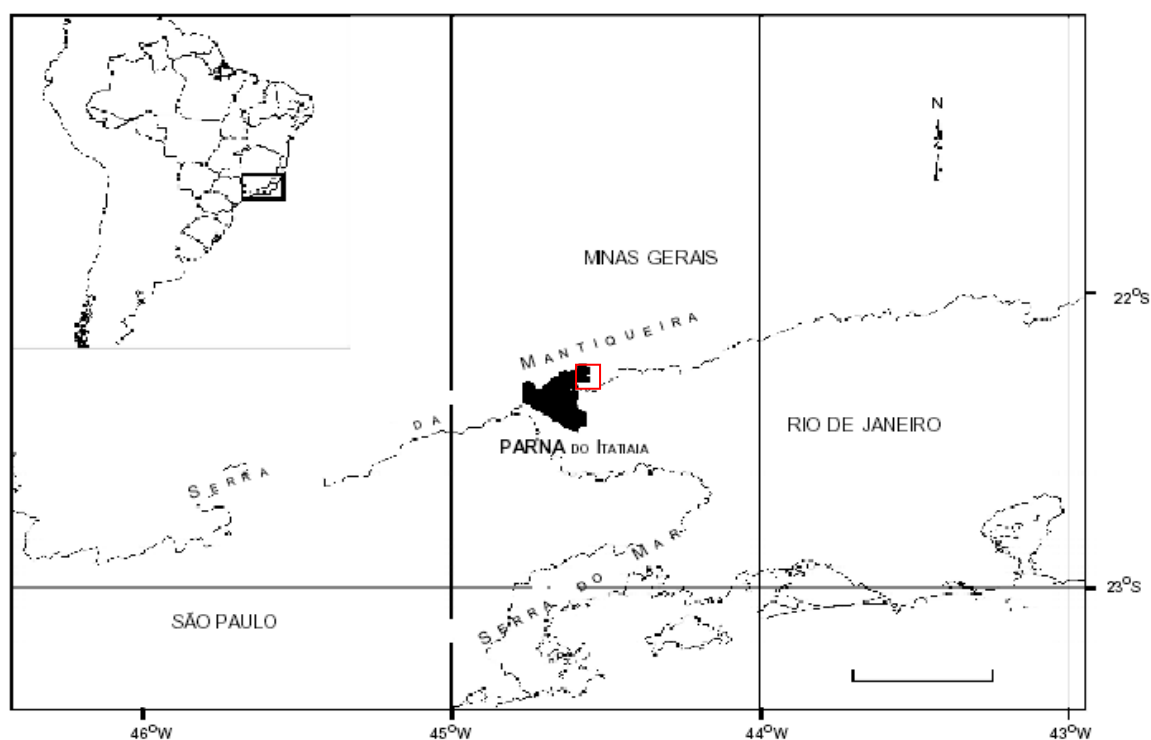 N
MINAS GERAIS
22°S
MANTIQUEIRA
DA
RIO DE JANEIRO
PARNA DO ITATIAIA
SERRA
SERRA DO MAR
23°S
SÃO PAULO
46°W
45°W
44°W
43°W